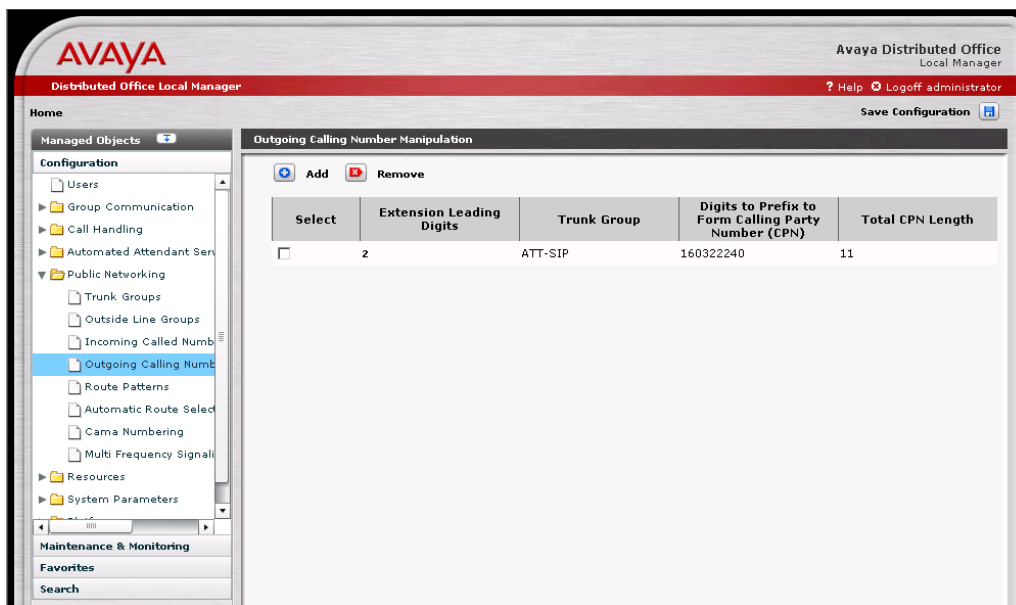 AVAYA
Avaya Distributed Office
Local Manager
Distributed Office Local Manager
? Help Logoff administrator
Home
Save Configuration
Managed Objects
Configuration
Users
Group Communication
Call Handling
Automated Attendant Serv
Public Networking
Trunk Groups
Outside Line Groups
Incoming Called Numb
Outgoing Calling Numb
Route Patterns
Automatic Route Select
Cama Numbering
Multi Frequency Signali
Resources
System Parameters
Maintenance & Monitoring
Favorites
Search
Outgoing Calling Number Manipulation
Add Remove
Select
Extension Leading
Digits
Trunk Group
Digits to Prefix to
Form Calling Party
Number (CPN)
Total CPN Length
2 ATT-SIP 160322240 11